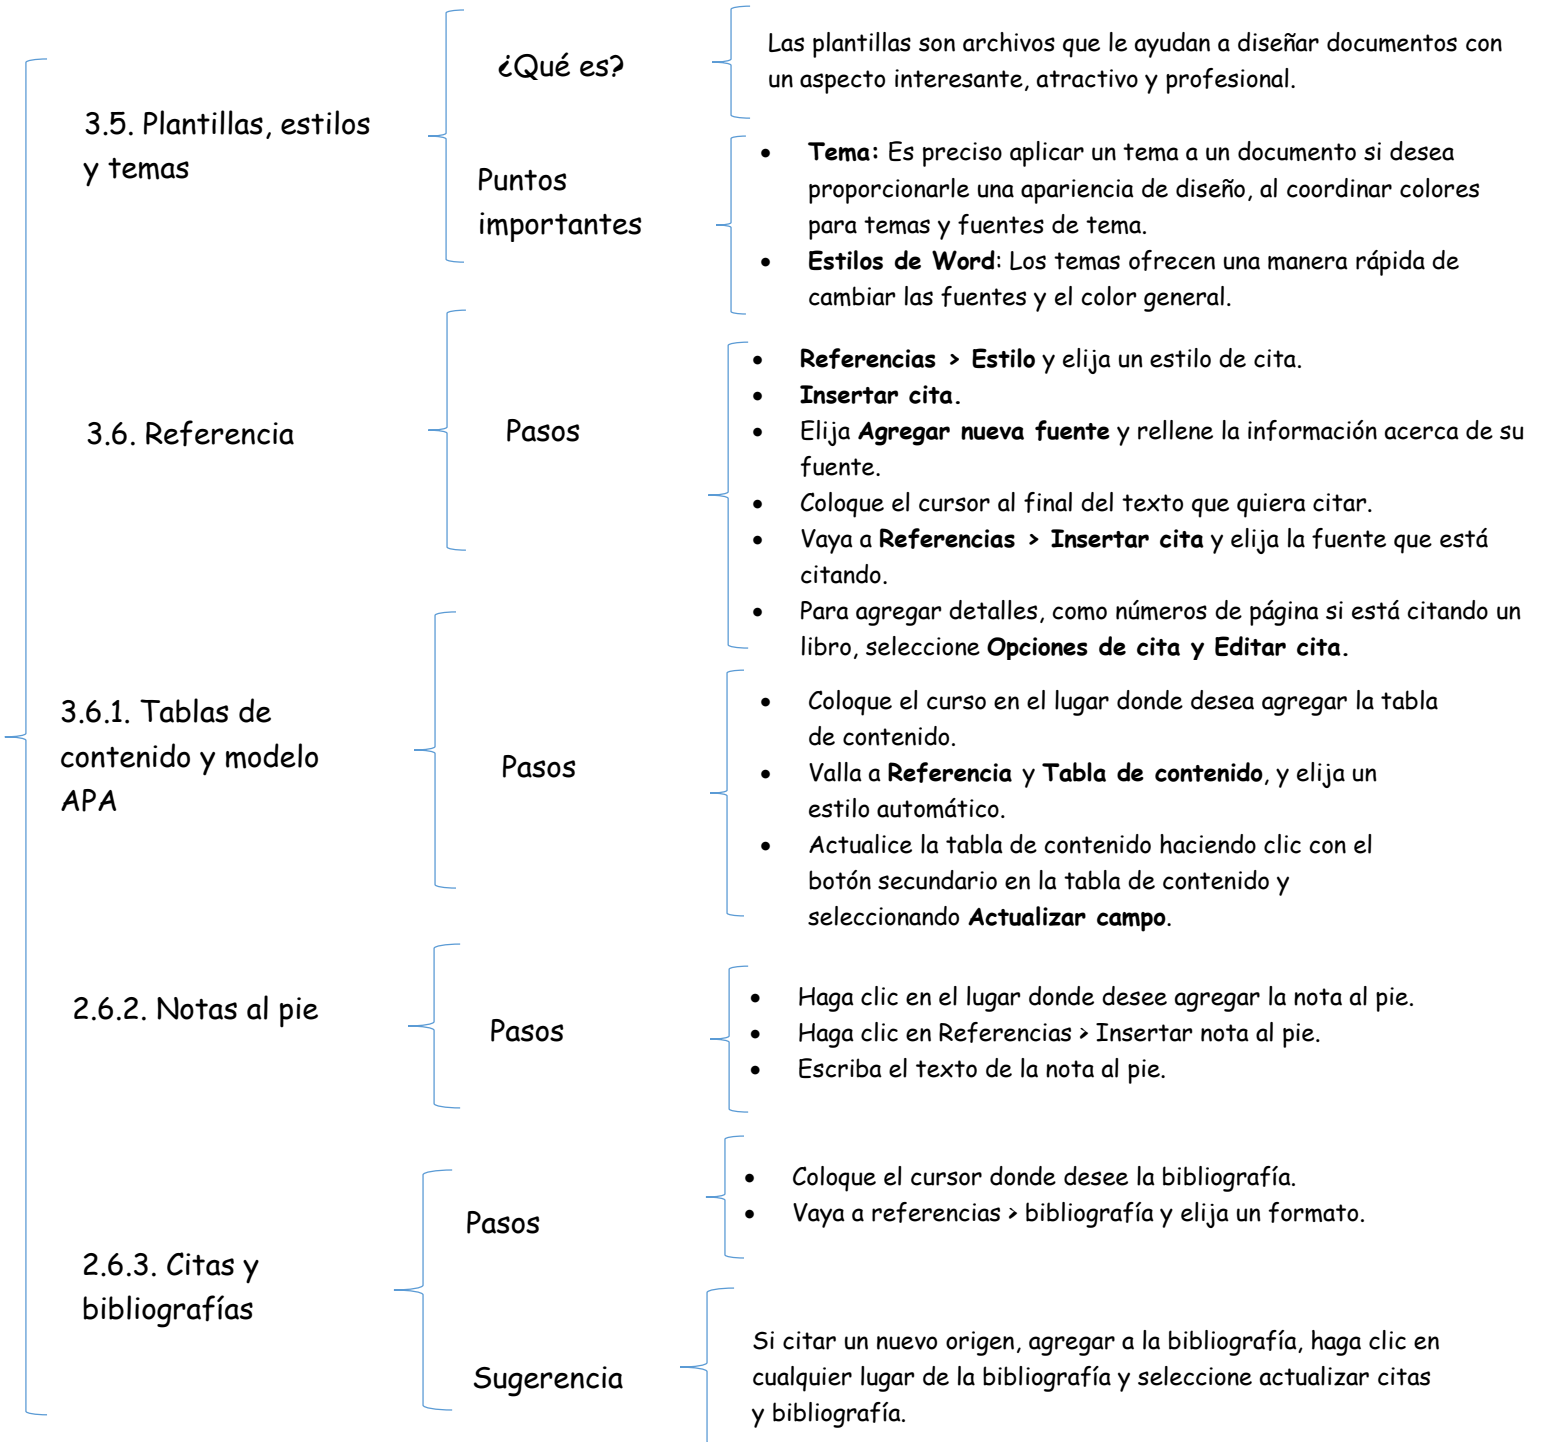 3.5. Plantillas, estilos
y temas
¿Qué es?
Las plantillas son archivos que le ayudan a diseñar documentos con
un aspecto interesante, atractivo y profesional.
Puntos
importantes
• Tema: Es preciso aplicar un tema a un documento si desea
proporcionarle una apariencia de diseño, al coordinar colores
para temas y fuentes de tema.
• Estilos de Word: Los temas ofrecen una manera rápida de
cambiar las fuentes y el color general.
3.6. Referencia
Pasos
• Referencias > Estilo y elija un estilo de cita.
• Insertar cita.
• Elija Agregar nueva fuente y rellene la información acerca de su
fuente.
• Coloque el cursor al final del texto que quiera citar.
• Vaya a Referencias > Insertar cita y elija la fuente que está
citando.
• Para agregar detalles, como números de página si está citando un
libro, seleccione Opciones de cita y Editar cita.
3.6.1. Tablas de
contenido y modelo
APA
Pasos
• Coloque el curso en el lugar donde desea agregar la tabla
de contenido.
• Valla a Referencia y Tabla de contenido, y elija un
estilo automático.
• Actualice la tabla de contenido haciendo clic con el
botón secundario en la tabla de contenido y
seleccionando Actualizar campo.
2.6.2. Notas al pie
Pasos
• Haga clic en el lugar donde desee agregar la nota al pie.
• Haga clic en Referencias > Insertar nota al pie.
• Escriba el texto de la nota al pie.
2.6.3. Citas y
bibliografías
Pasos
• Coloque el cursor donde desee la bibliografía.
• Vaya a referencias > bibliografía y elija un formato.
Sugerencia
Si citar un nuevo origen, agregar a la bibliografía, haga clic en
cualquier lugar de la bibliografía y seleccione actualizar citas
y bibliografía.